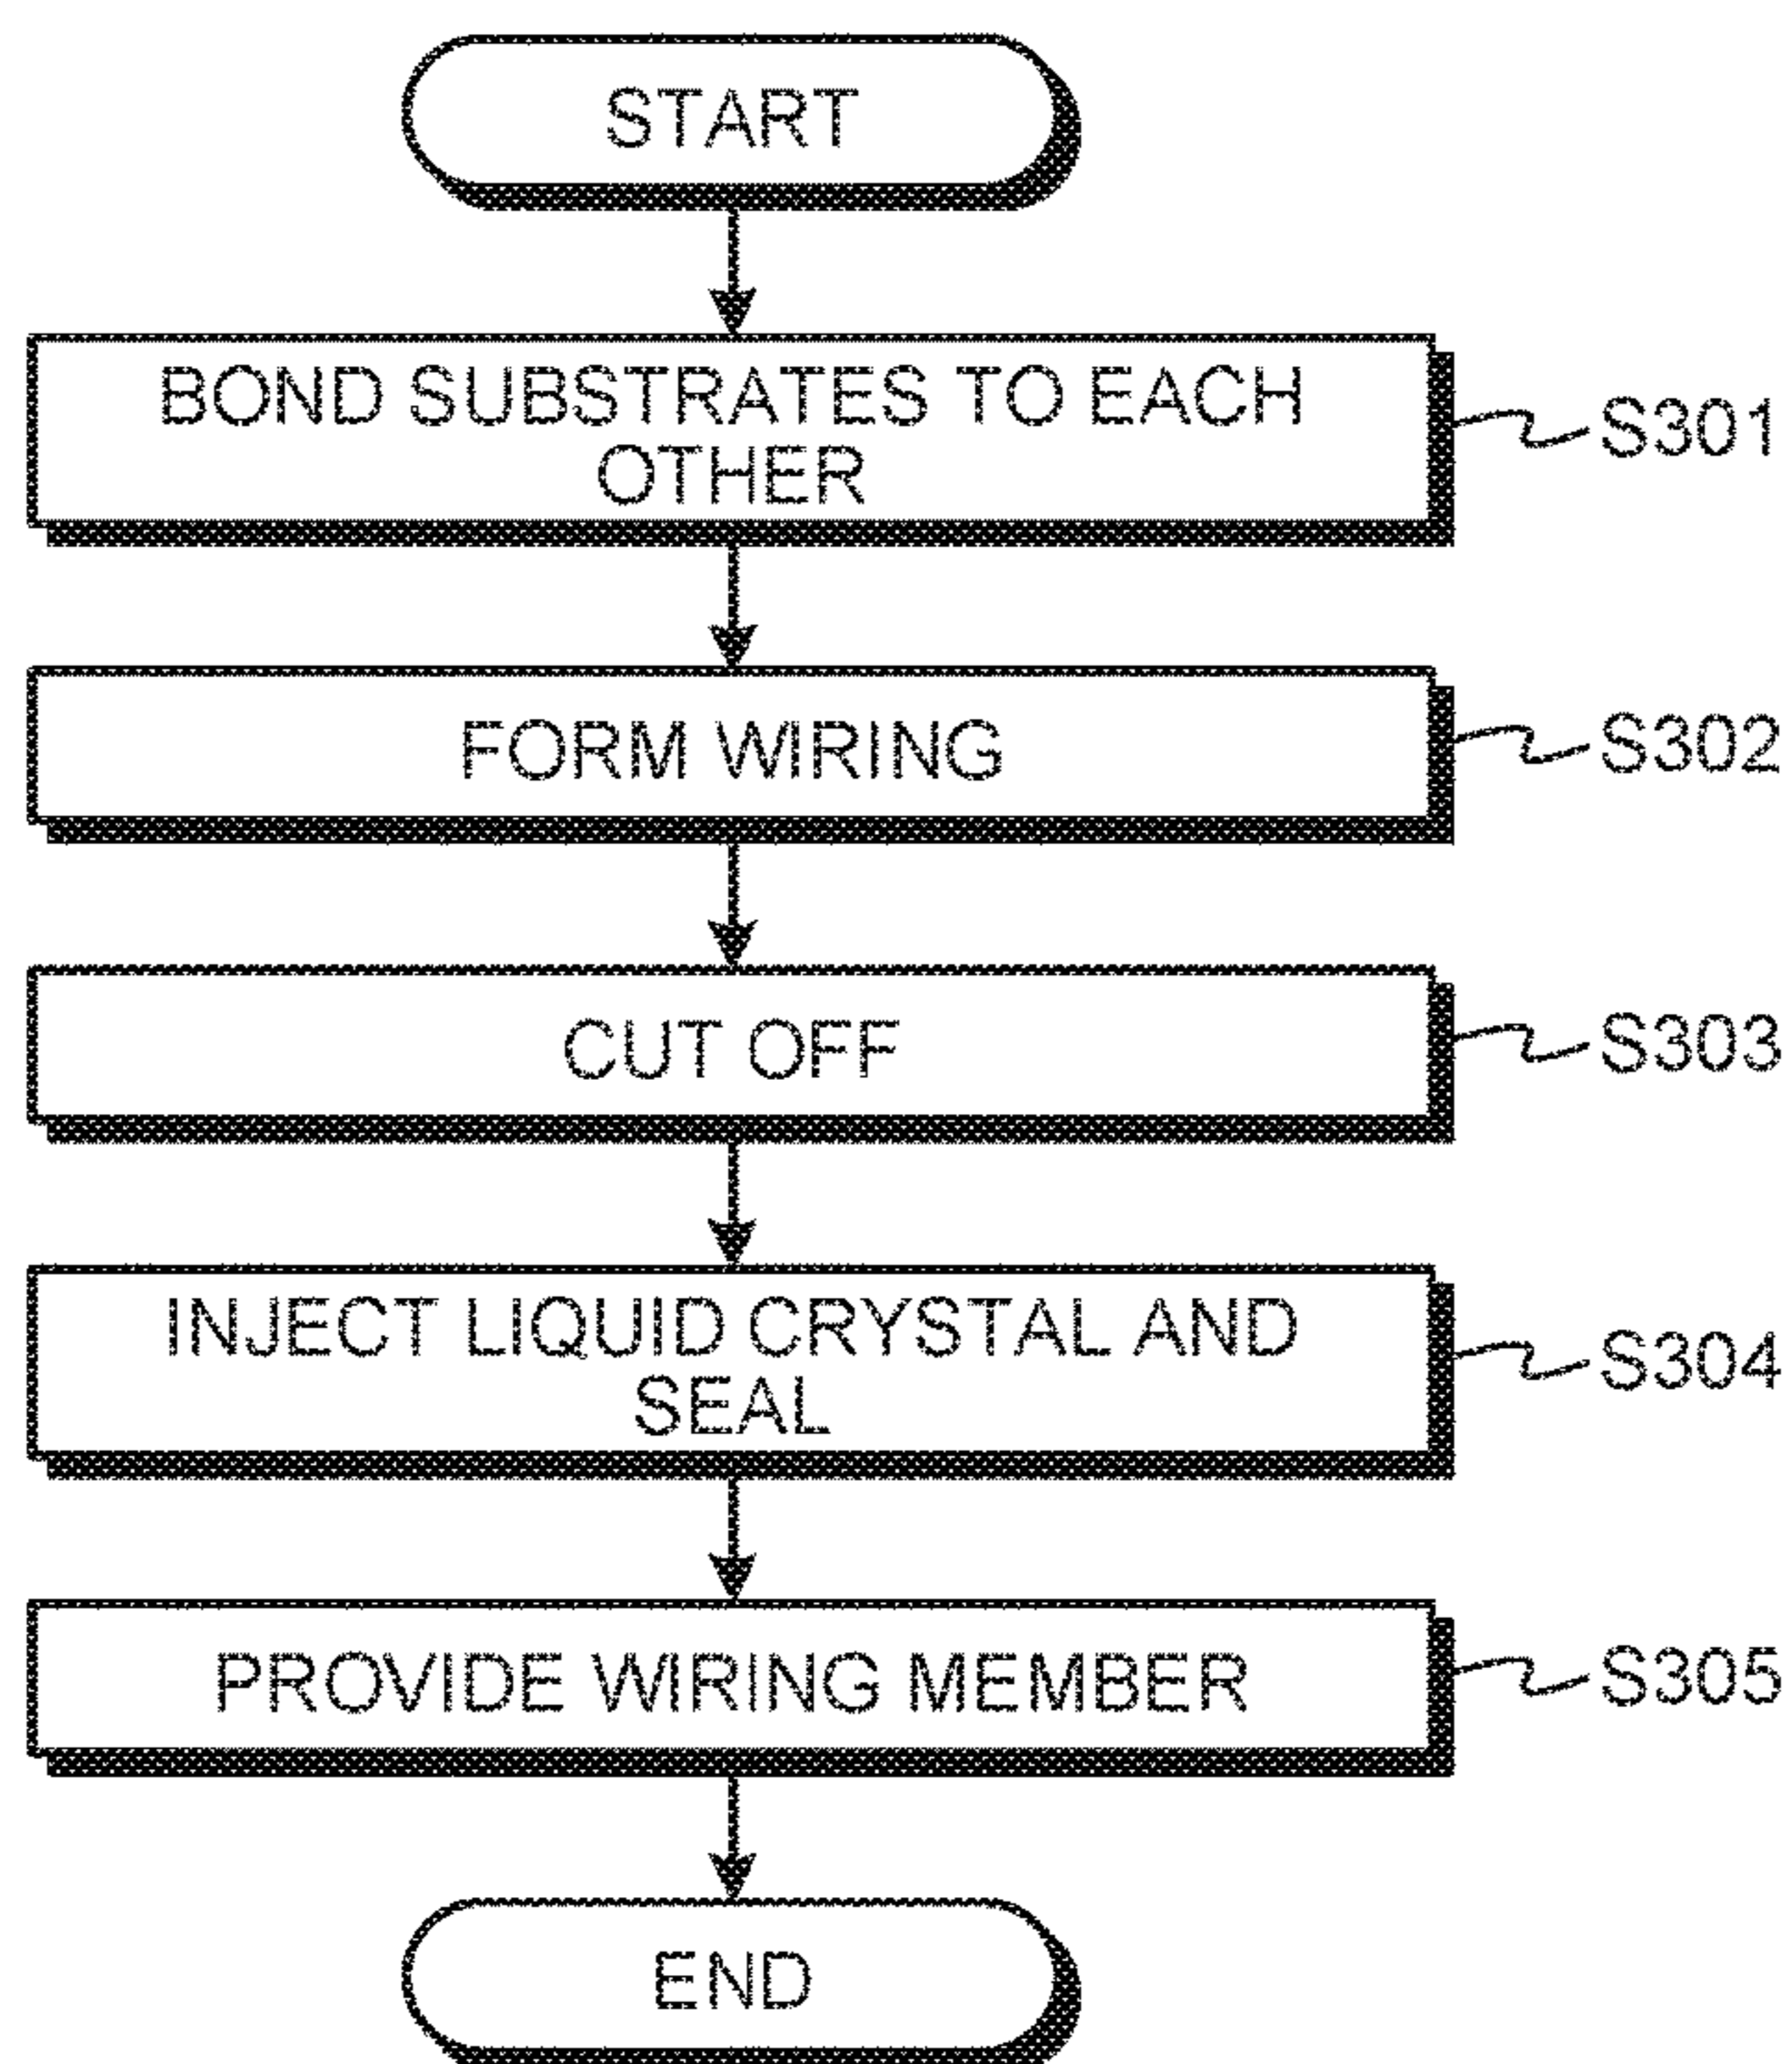 START
BOND SUBSTRATES TO EACH
OTHER
S301
FORM WIRING
S302
CUT OFF
S303
INJECT LIQUID CRYSTAL AND
SEAL
S304
PROVIDE WIRING MEMBER
S305
END